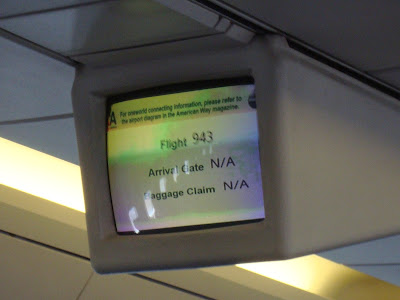 A
For oneworld connecting information, please refer to
the airport diagram in the American Way magazine.
Flight 943
Arrival Gate N/A
Baggage Claim N/A